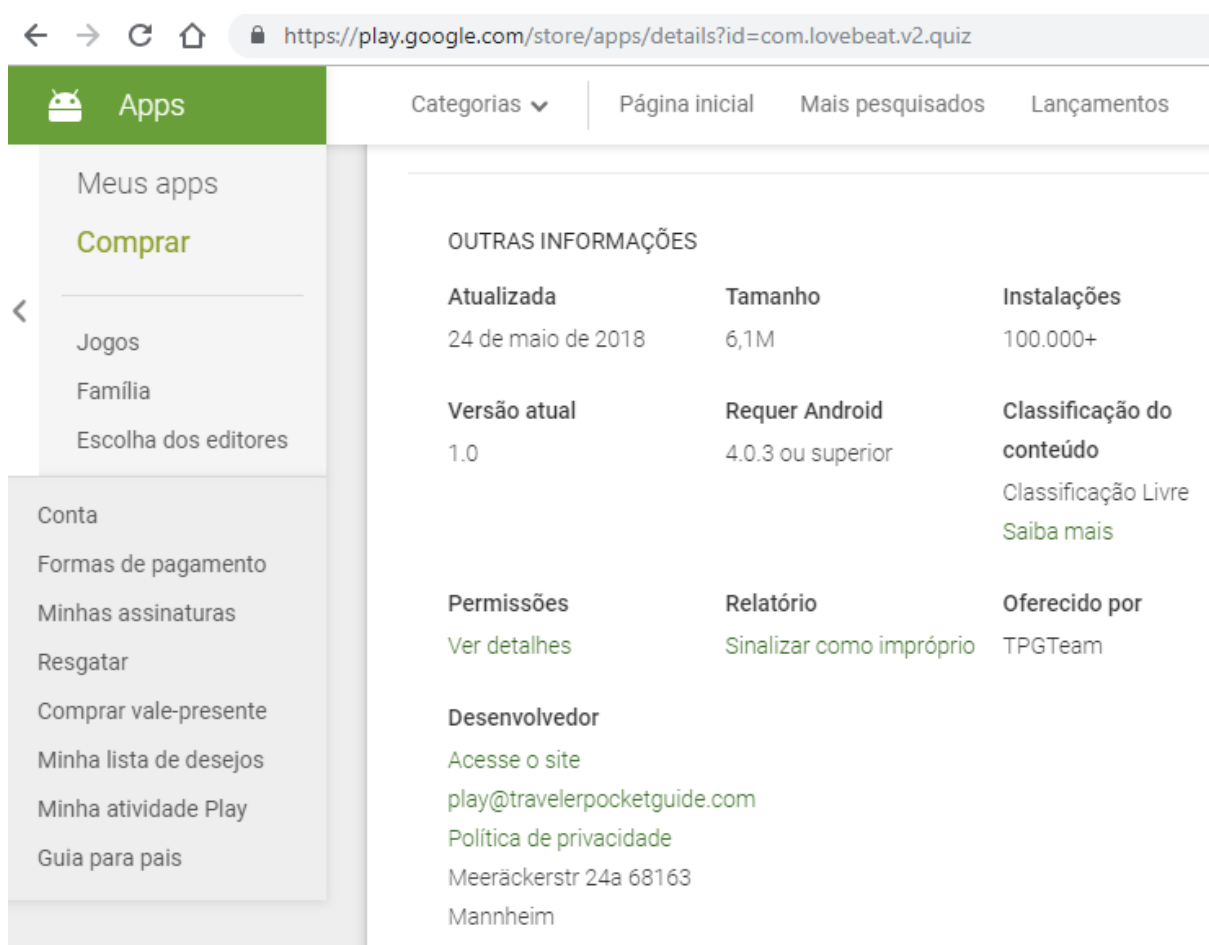 https://play.google.com/store/apps/details?id=com.lovebeat.v2.quiz
Apps
Categorias
Página inicial
Mais pesquisados
Lançamentos
Meus apps
Comprar
Jogos
Família
Escolha dos editores
Conta
Formas de pagamento
Minhas assinaturas
Resgatar
Comprar vale-presente
Minha lista de desejos
Minha atividade Play
Guia para pais
OUTRAS INFORMAÇÕES
Atualizada
24 de maio de 2018
Tamanho
6,1M
Instalações
100.000+
Versão atual
1.0
Requer Android
4.0.3 ou superior
Classificação do
conteúdo
Classificação Livre
Saiba mais
Permissões
Ver detalhes
Relatório
Sinalizar como impróprio
Oferecido por
TPGTeam
Desenvolvedor
Acesse o site
play@travelerpocketguide.com
Política de privacidade
Meeräckerstr 24a 68163
Mannheim